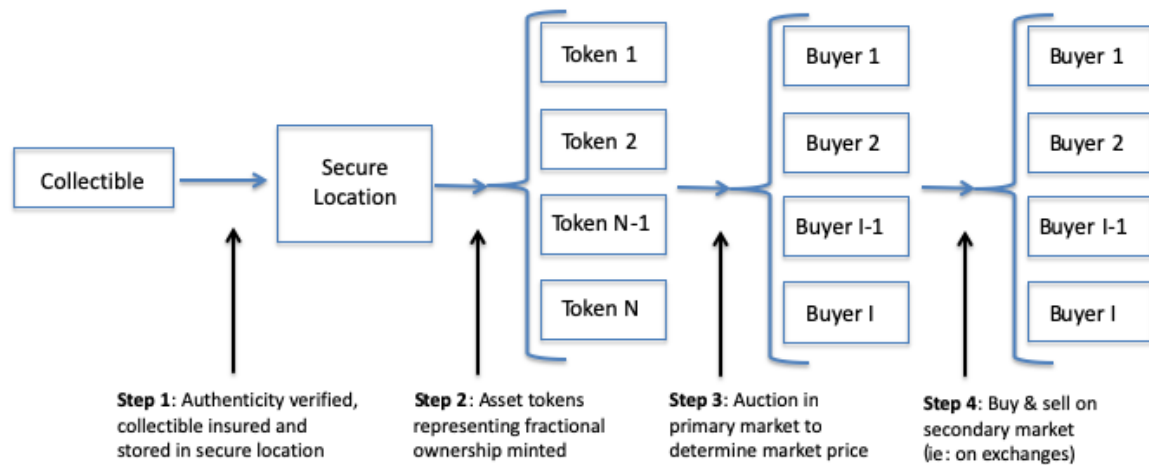 Collectible
Secure
Location
Token 1
Token 2
Token N-1
Token N
Buyer 1
Buyer 2
Buyer I-1
Buyer I
Buyer 1
Buyer 2
Buyer I-1
Buyer I
Step 1: Authenticity verified,
collectible insured and
stored in secure location
Step 2: Asset tokens
representing fractional
ownership minted
Step 3: Auction in
primary market to
determine market price
Step 4: Buy & sell on
secondary market
(ie: on exchanges)